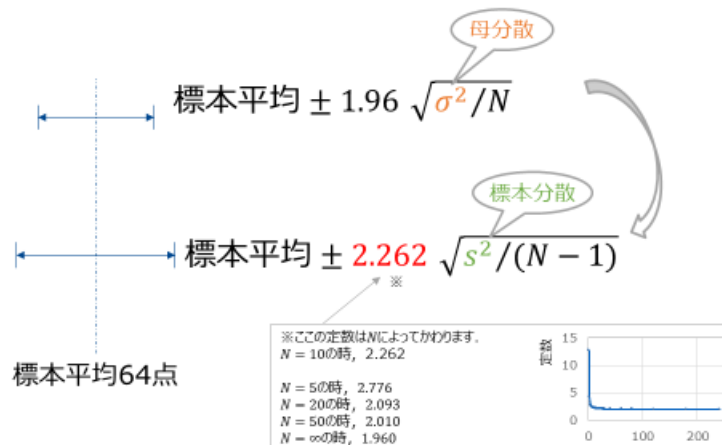 母分散
標本平均 ± 1.96 √σ²/N
標本分散
標本平均 ± 2.262 √s²/(N − 1)
※
標本平均64点
※ここの定数はNによってかわります.
N = 10の時, 2.262
N = 5の時, 2.776
N = 20の時, 2.093
N = 50の時, 2.010
N = ∞の時, 1.960
定数
15
10
5
0
0 100 200